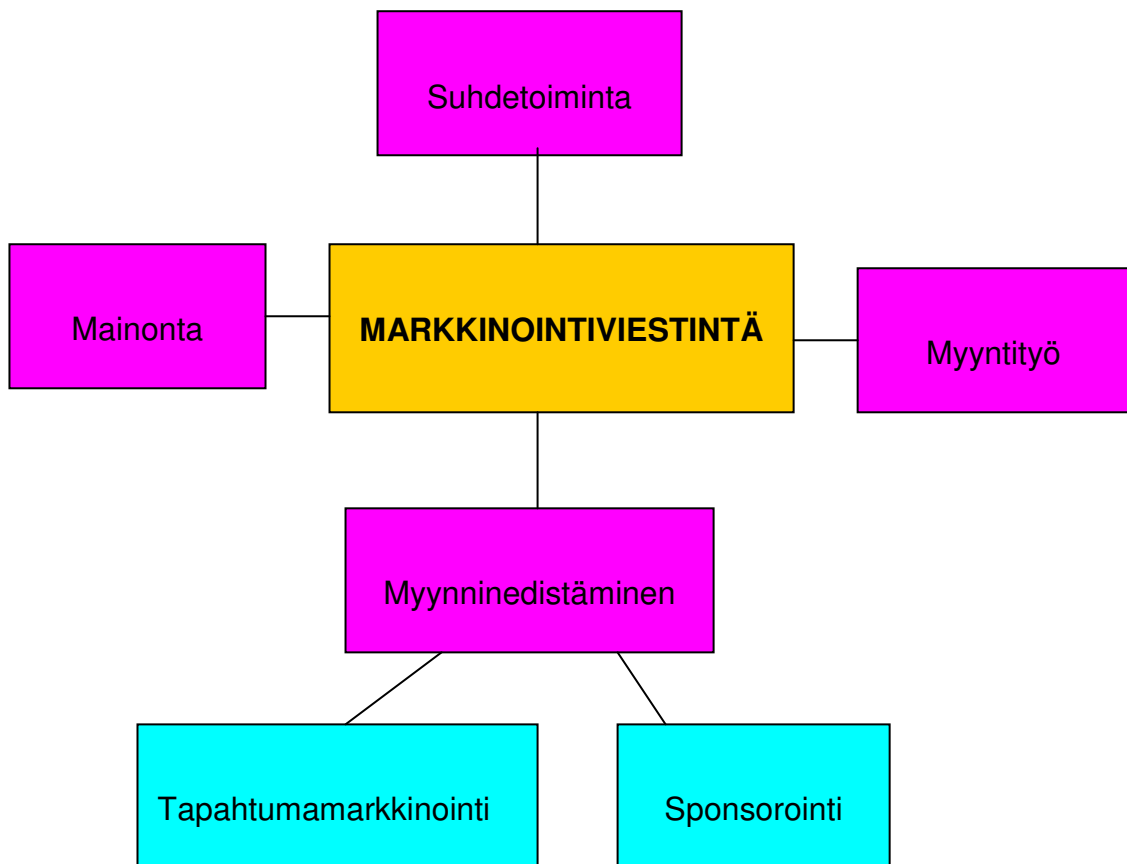 Suhdetoiminta
Mainonta
MARKKINOINTIVIESTINTÄ
Myyntityö
Myynninedistäminen
Tapahtumamarkkinointi
Sponsorointi